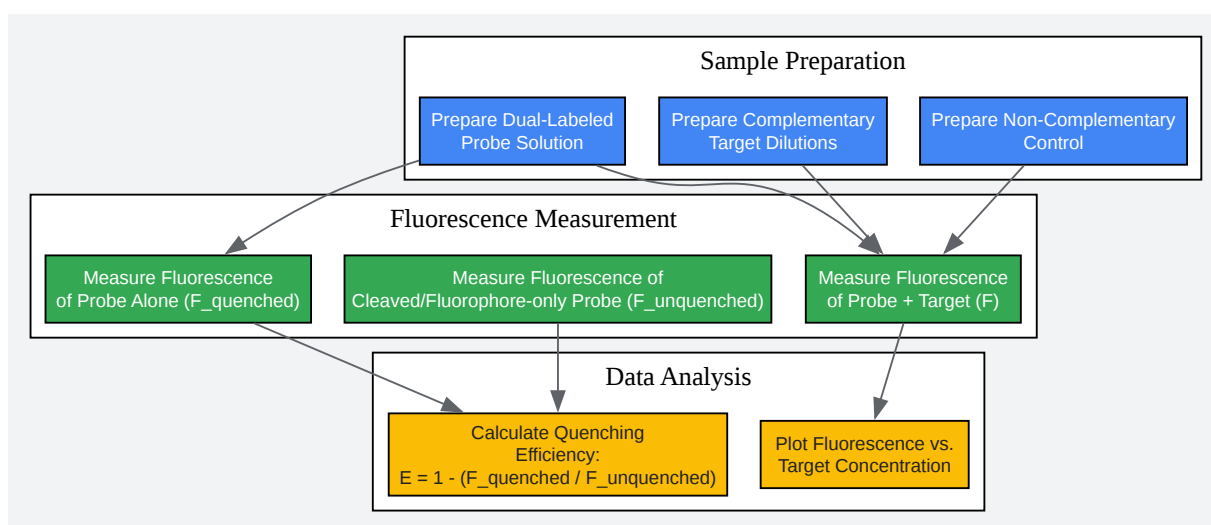 Sample Preparation
Prepare Dual-Labeled
Probe Solution
Prepare Complementary
Target Dilutions
Prepare Non-Complementary
Control
Fluorescence Measurement
Measure Fluorescence
of Probe Alone (F_quenched)
Measure Fluorescence of
Cleaved/Fluorophore-only Probe (F_unquenched)
Measure Fluorescence
of Probe + Target (F)
Data Analysis
Calculate Quenching
Efficiency:
E = 1 - (F_quenched / F_unquenched)
Plot Fluorescence vs.
Target Concentration